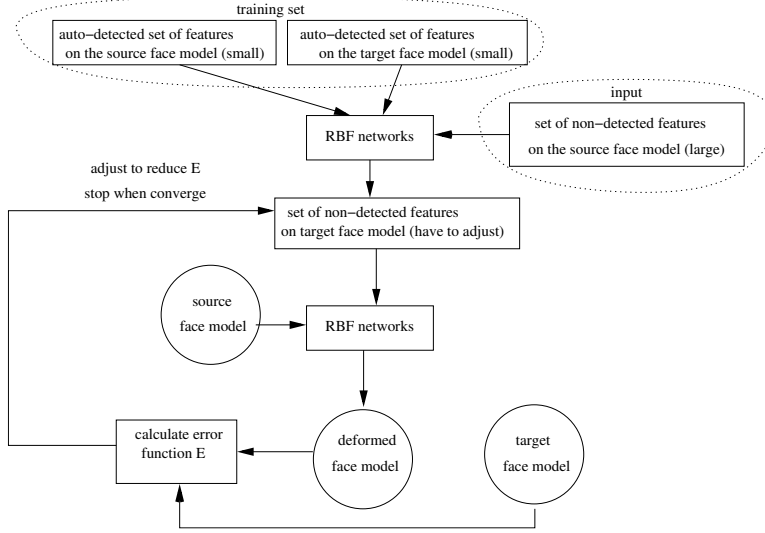 training set
auto−detected set of features
on the source face model (small)
auto−detected set of features
on the target face model (small)
input
set of non−detected features
on the source face model (large)
RBF networks
adjust to reduce E
stop when converge
set of non−detected features
on target face model (have to adjust)
source
face model
RBF networks
calculate error
function E
deformed
face model
target
face model